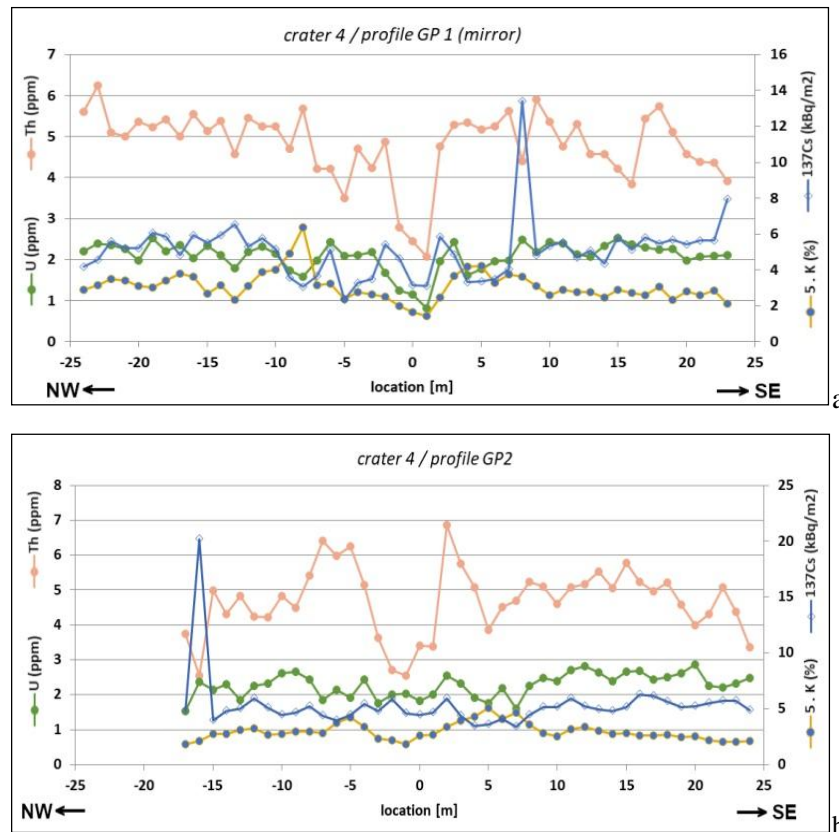 crater 4 / profile GP 1 (mirror)
7 16
6 14
5 12
4 10
3 8
2 6
1 4
0 2
0
Th (ppm)
U (ppm)
137Cs (kBq/m2)
5 . K (%)
-25 -20 -15 -10 -5 0 5 10 15 20 25
NW location [m] SE
a
crater 4 / profile GP2
8 25
7 20
6 15
5 10
4 5
3 0
2
1
0
Th (ppm)
U (ppm)
137Cs (kBq/m2)
5 . K (%)
-25 -20 -15 -10 -5 0 5 10 15 20 25
NW location [m] SE